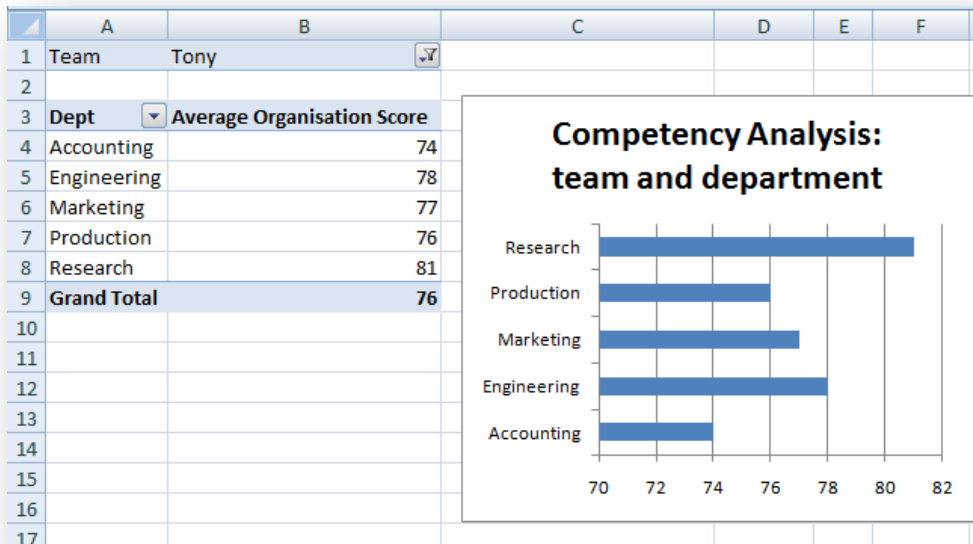 A B C D E F
1 Team Tony
2
3 Dept Average Organisation Score
4 Accounting 74
5 Engineering 78
6 Marketing 77
7 Production 76
8 Research 81
9 Grand Total 76
10
11
12
13
14
15
16
17
Competency Analysis:
team and department
Research
Production
Marketing
Engineering
Accounting
70 72 74 76 78 80 82